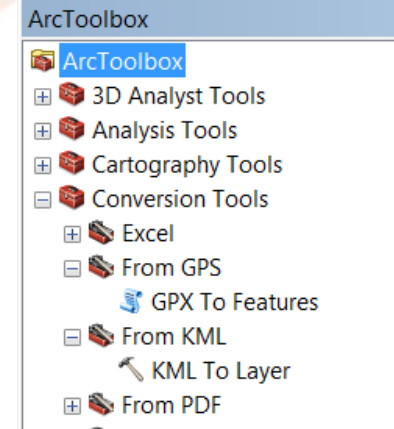 ArcToolbox
ArcToolbox
3D Analyst Tools
Analysis Tools
Cartography Tools
Conversion Tools
Excel
From GPS
GPX To Features
From KML
KML To Layer
From PDF